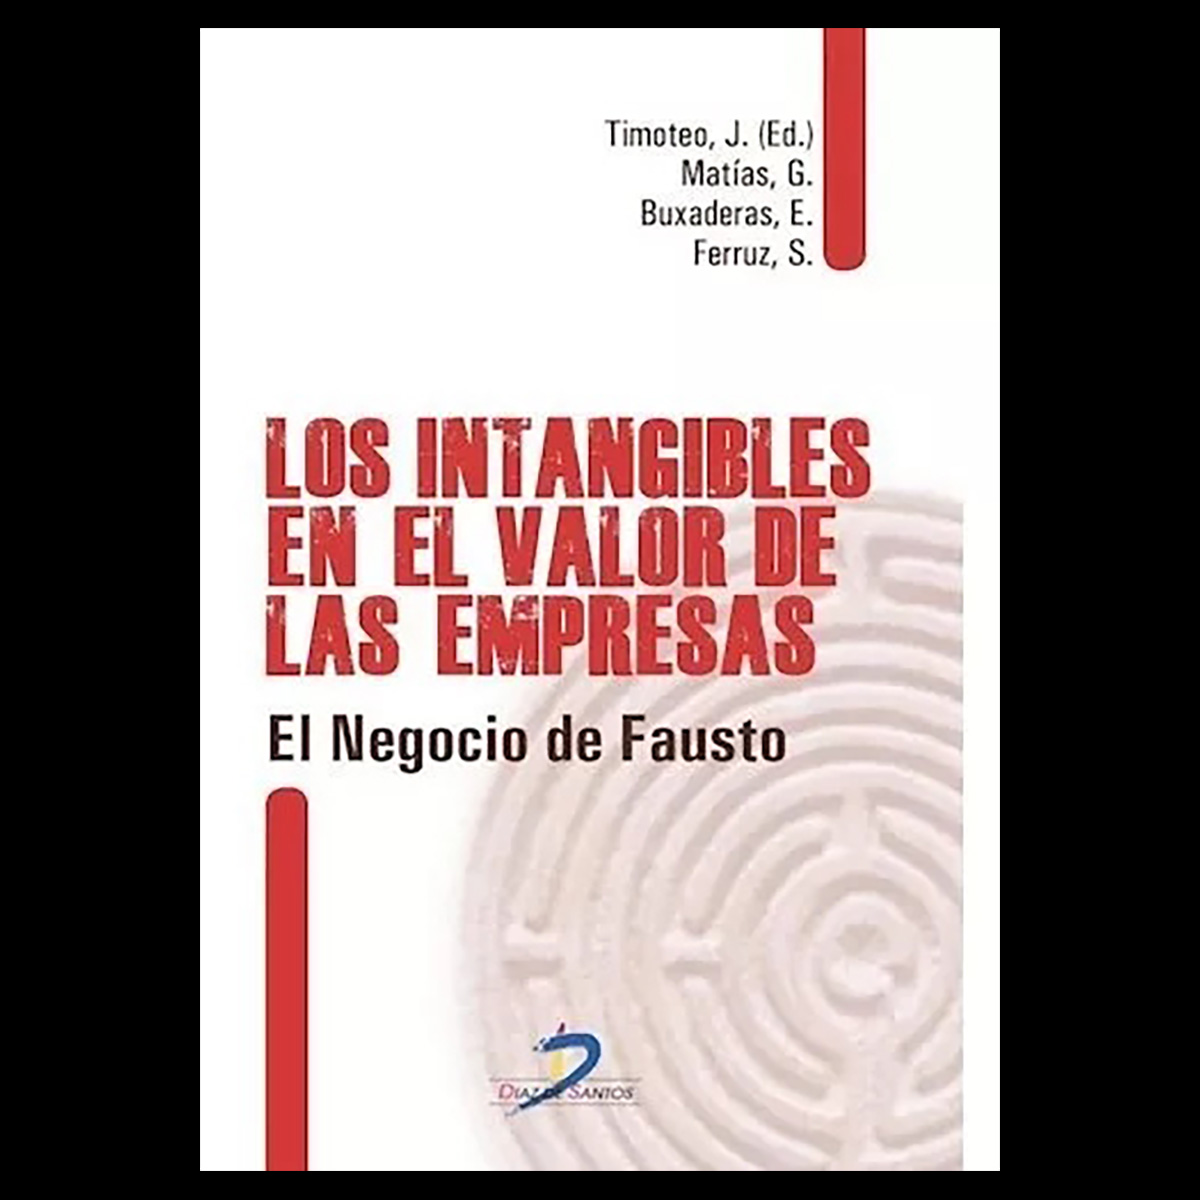 Timoteo, J. (Ed.)
Matías, G.
Buxaderas, E.
Ferruz, S.
LOS INTANGIBLES
EN EL VALOR DE
LAS EMPRESAS
El Negocio de Fausto
DIAZ DE SANTOS